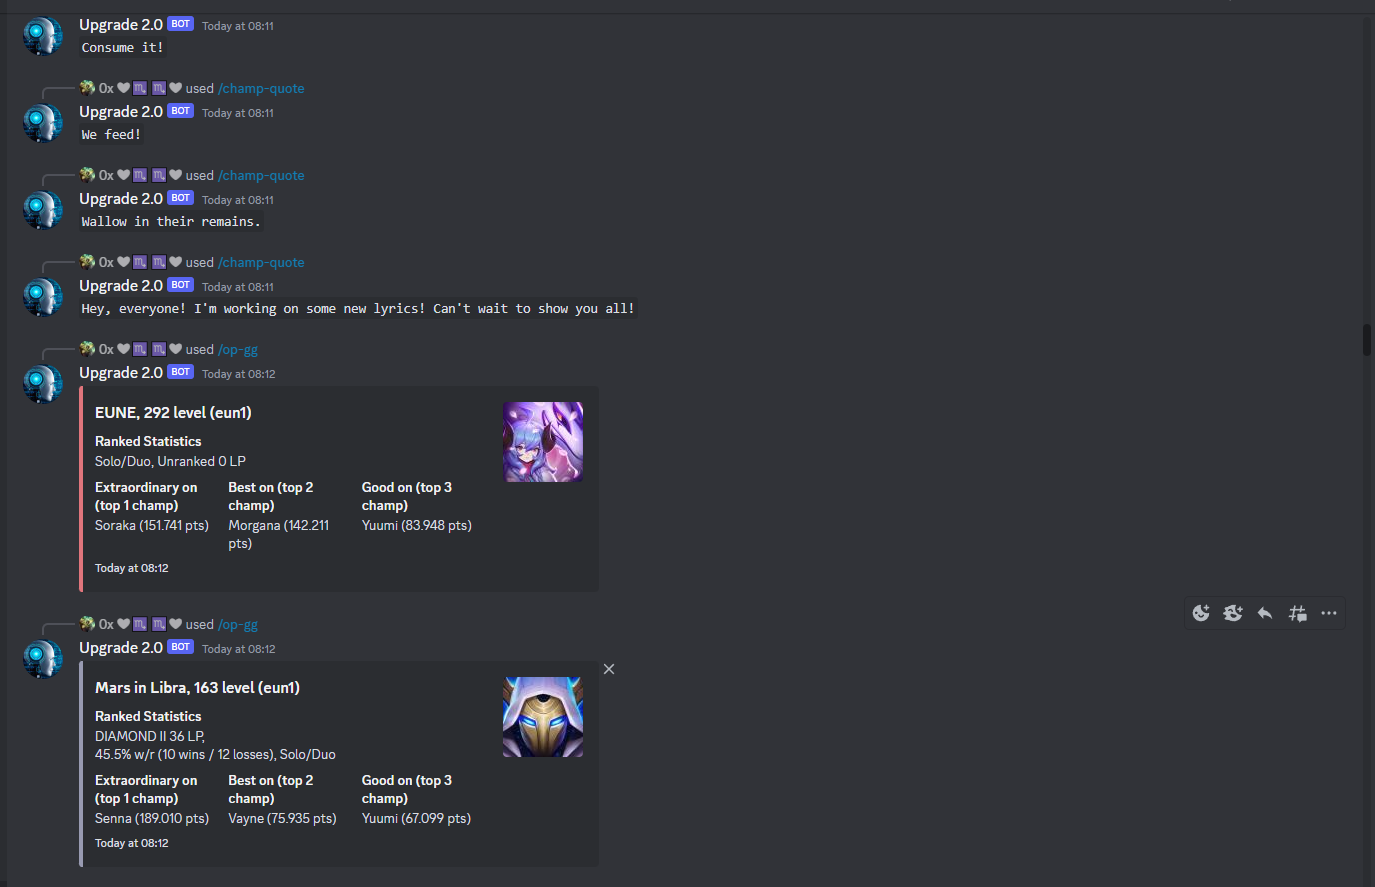 Upgrade 2.0 BOT Today at 08:11
Consume it!
0x ♥ ♏ ♏ ♥ used /champ-quote
Upgrade 2.0 BOT Today at 08:11
We feed!
0x ♥ ♏ ♏ ♥ used /champ-quote
Upgrade 2.0 BOT Today at 08:11
Wallow in their remains.
0x ♥ ♏ ♏ ♥ used /champ-quote
Upgrade 2.0 BOT Today at 08:11
Hey, everyone! I'm working on some new lyrics! Can't wait to show you all!
0x ♥ ♏ ♏ ♥ used /op-gg
Upgrade 2.0 BOT Today at 08:12
EUNE, 292 level (eun1)
Ranked Statistics
Solo/Duo, Unranked 0 LP
Extraordinary on
(top 1 champ)
Soraka (151.741 pts)
Best on (top 2
champ)
Morgana (142.211
pts)
Good on (top 3
champ)
Yuumi (83.948 pts)
Today at 08:12
0x ♥ ♏ ♏ ♥ used /op-gg
Upgrade 2.0 BOT Today at 08:12
Mars in Libra, 163 level (eun1)
Ranked Statistics
DIAMOND II 36 LP,
45.5% w/r (10 wins / 12 losses), Solo/Duo
Extraordinary on
(top 1 champ)
Senna (189.010 pts)
Best on (top 2
champ)
Vayne (75.935 pts)
Good on (top 3
champ)
Yuumi (67.099 pts)
Today at 08:12